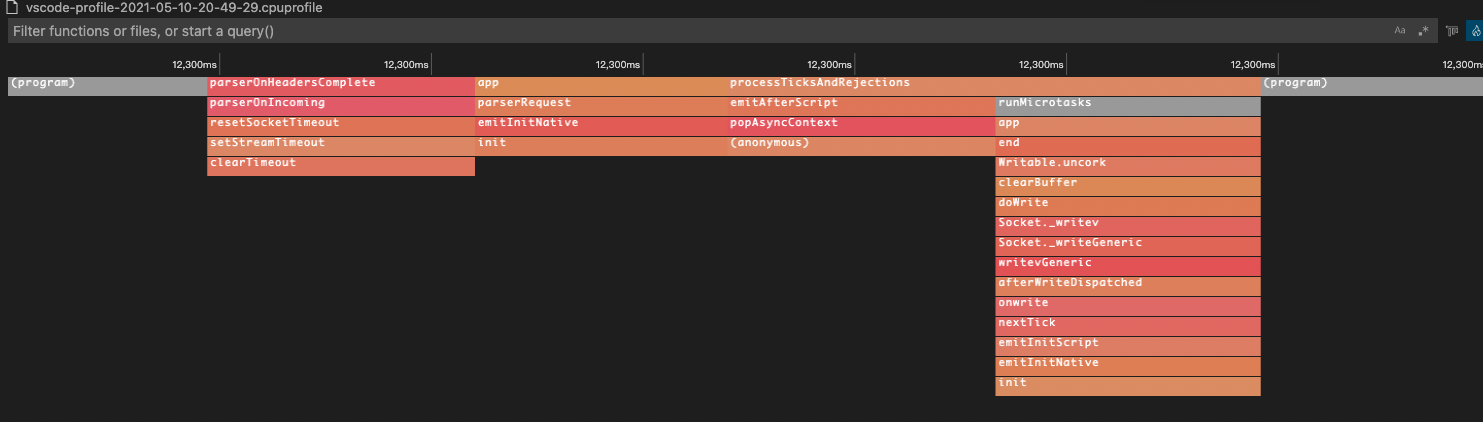 vscode-profile-2021-05-10-20-49-29.cpuprofile
Filter functions or files, or start a query() Aa .*
12,300ms 12,300ms 12,300ms 12,300ms 12,300ms 12,300ms 12,300ms
(program) parserOnHeadersComplete app processTicksAndRejections (program)
parserOnIncoming parserRequest emitAfterScript runMicrotasks
resetSocketTimeout emitInitNative popAsyncContext app
setStreamTimeout init (anonymous) end
clearTimeout Writable.uncork
clearBuffer
doWrite
Socket._writev
Socket._writeGeneric
writevGeneric
afterWriteDispatched
onwrite
nextTick
emitInitScript
emitInitNative
init